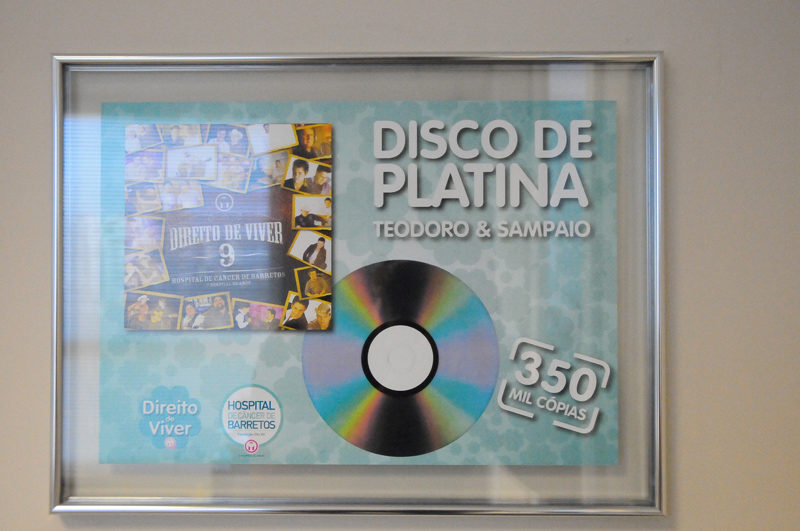 DISCO DE
PLATINA
TEODORO & SAMPAIO
DIREITO DE VIVER
9
HOSPITAL DE CANCER DE BARRETOS
350
MIL CÓPIAS
Direito
de
Viver
HOSPITAL
DE CÂNCER DE
BARRETOS